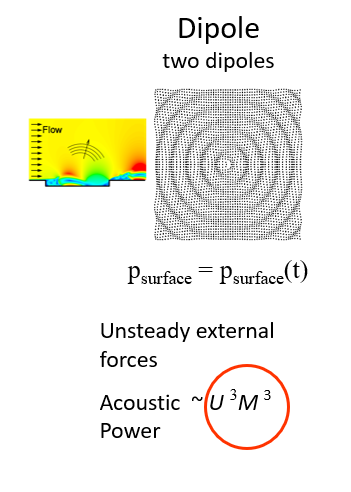 Dipole
two dipoles
Flow
p_surface = p_surface(t)
Unsteady external
forces
Acoustic ~ U ³M ³
Power